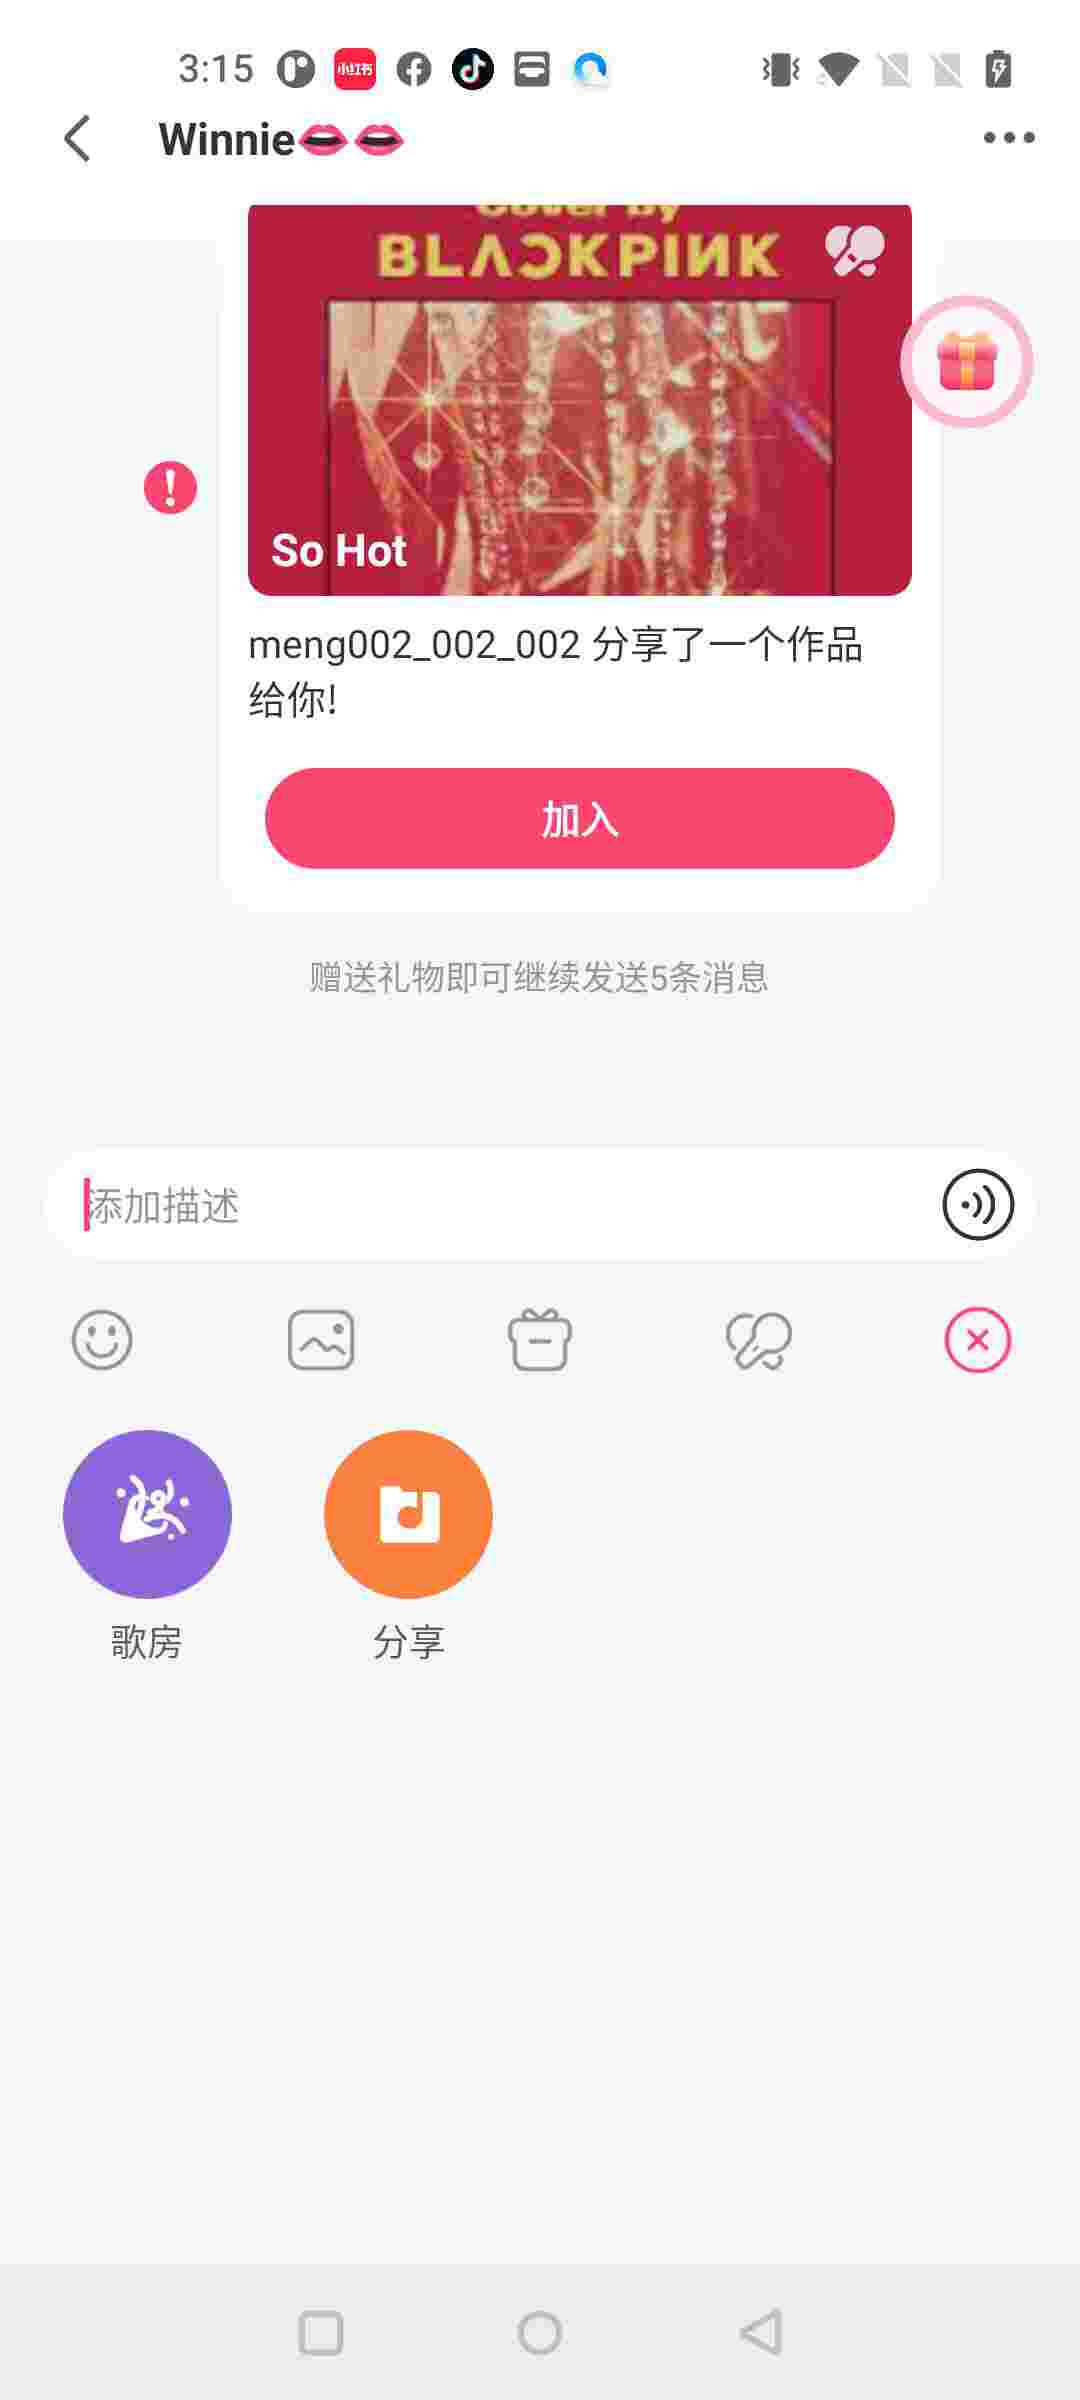 3:15
小红书
Winnie
Cover by
BLACKPINK
So Hot
meng002_002_002 分享了一个作品
给你!
加入
赠送礼物即可继续发送5条消息
添加描述
歌房
分享